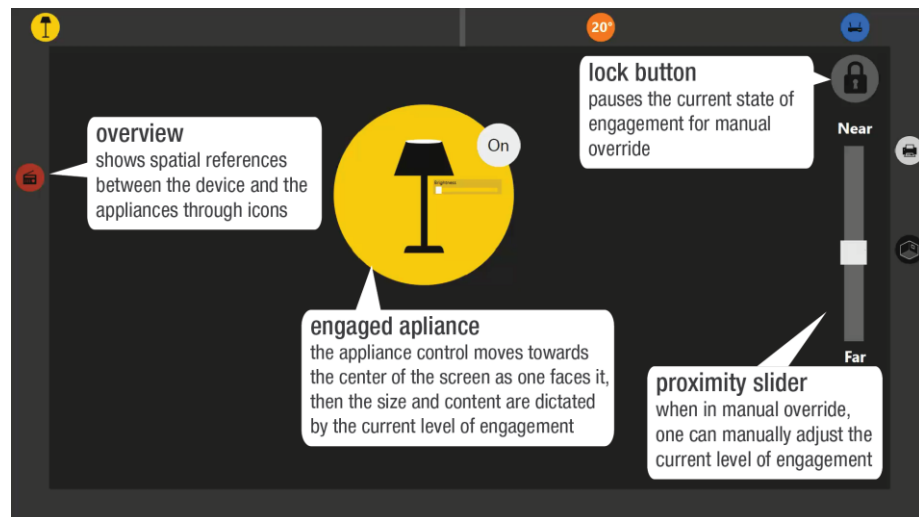 20°
lock button
pauses the current state of
engagement for manual
override
Near
overview
shows spatial references
between the device and the
appliances through icons
On
Brightness
engaged apliance
the appliance control moves towards
the center of the screen as one faces it,
then the size and content are dictated
by the current level of engagement
Far
proximity slider
when in manual override,
one can manually adjust the
current level of engagement